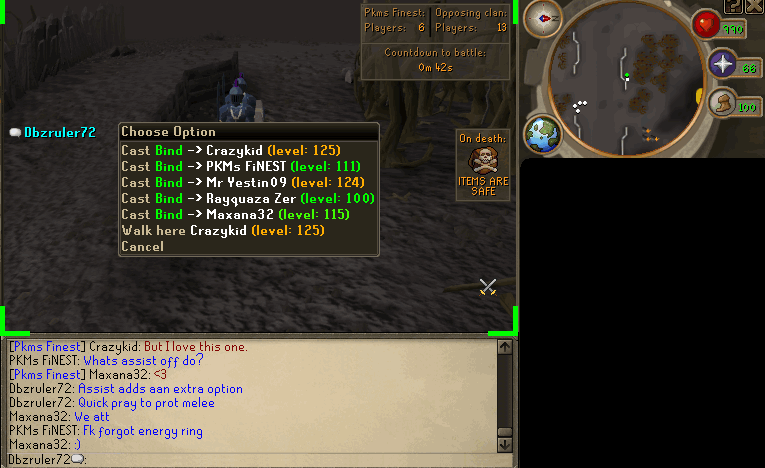 Pkms Finest: Opposing clan:
Players: 6 Players: 13
Countdown to battle:
0m 42s
N
?
990
66
100
Dbzruler72
Choose Option
Cast Bind -> Crazykid (level: 125)
Cast Bind -> PKMs FiNEST (level: 111)
Cast Bind -> Mr Yestin09 (level: 124)
Cast Bind -> Rayquaza Zer (level: 100)
Cast Bind -> Maxana32 (level: 115)
Walk here Crazykid (level: 125)
Cancel
On death:
ITEMS ARE
SAFE
[Pkms Finest] Crazykid: But I love this one.
PKMs FiNEST: Whats assist off do?
[Pkms Finest] Maxana32: <3
Dbzruler72: Assist adds aan extra option
Dbzruler72: Quick pray to prot melee
Maxana32: We att
PKMs FiNEST: Fk forgot energy ring
Maxana32: :)
Dbzruler72: